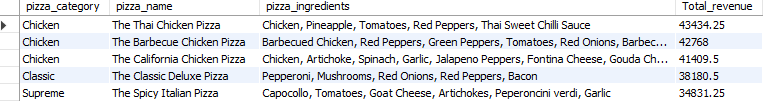 pizza_category pizza_name pizza_ingredients Total_revenue
Chicken The Thai Chicken Pizza Chicken, Pineapple, Tomatoes, Red Peppers, Thai Sweet Chilli Sauce 43434.25
Chicken The Barbecue Chicken Pizza Barbecued Chicken, Red Peppers, Green Peppers, Tomatoes, Red Onions, Barbec... 42768
Chicken The California Chicken Pizza Chicken, Artichoke, Spinach, Garlic, Jalapeno Peppers, Fontina Cheese, Gouda Ch... 41409.5
Classic The Classic Deluxe Pizza Pepperoni, Mushrooms, Red Onions, Red Peppers, Bacon 38180.5
Supreme The Spicy Italian Pizza Capocollo, Tomatoes, Goat Cheese, Artichokes, Peperoncini verdi, Garlic 34831.25